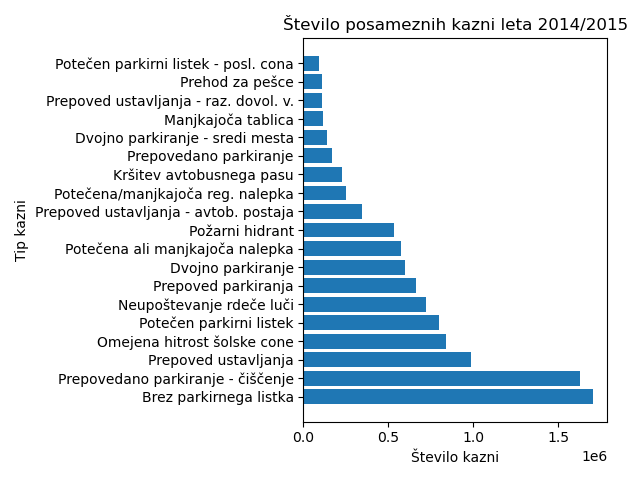 Število posameznih kazni leta 2014/2015
Potečen parkirni listek - posl. cona
Prehod za pešce
Prepoved ustavljanja - raz. dovol. v.
Manjkajoča tablica
Dvojno parkiranje - sredi mesta
Prepovedano parkiranje
Kršitev avtobusnega pasu
Potečena/manjkajoča reg. nalepka
Prepoved ustavljanja - avtob. postaja
Požarni hidrant
Potečena ali manjkajoča nalepka
Dvojno parkiranje
Prepoved parkiranja
Neupoštevanje rdeče luči
Potečen parkirni listek
Omejena hitrost šolske cone
Prepoved ustavljanja
Prepovedano parkiranje - čiščenje
Brez parkirnega listka
Tip kazni
0.0 0.5 1.0 1.5
1e6
Število kazni